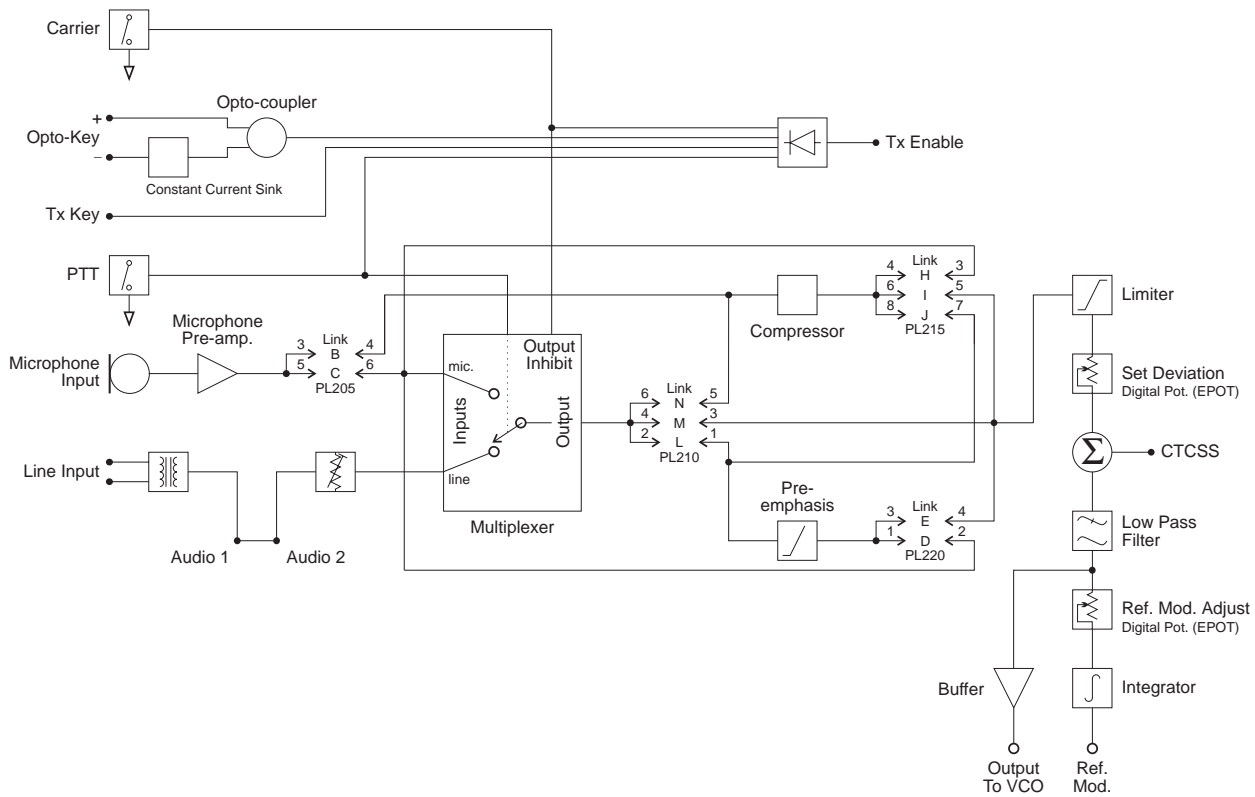 Carrier
Opto-coupler
+
Opto-Key
–
Constant Current Sink
Tx Enable
Tx Key
PTT
Microphone
Pre-amp.
Microphone
Input
Link
3 B 4
5 C 6
PL205
mic.
Output
Inhibit
Inputs
Output
line
Multiplexer
Line Input
Audio 1
Audio 2
Compressor
Link
4 H 3
6 I 5
8 J 7
PL215
Link
6 N 5
4 M 3
2 L 1
PL210
Pre-
emphasis
Link
3 E 4
1 D 2
PL220
Limiter
Set Deviation
Digital Pot. (EPOT)
Σ
CTCSS
Low Pass
Filter
Ref. Mod. Adjust
Digital Pot. (EPOT)
Buffer
Integrator
Output
To VCO
Ref.
Mod.